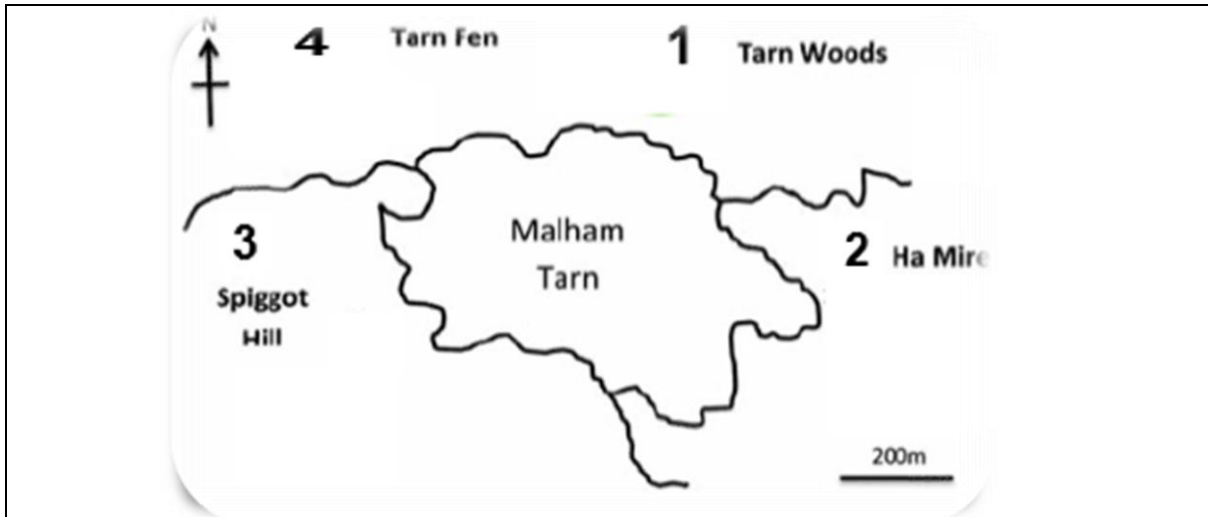 N
4 Tarn Fen
1 Tarn Woods
3
Spiggot
Hill
Malham
Tarn
2 Ha Mire
200m